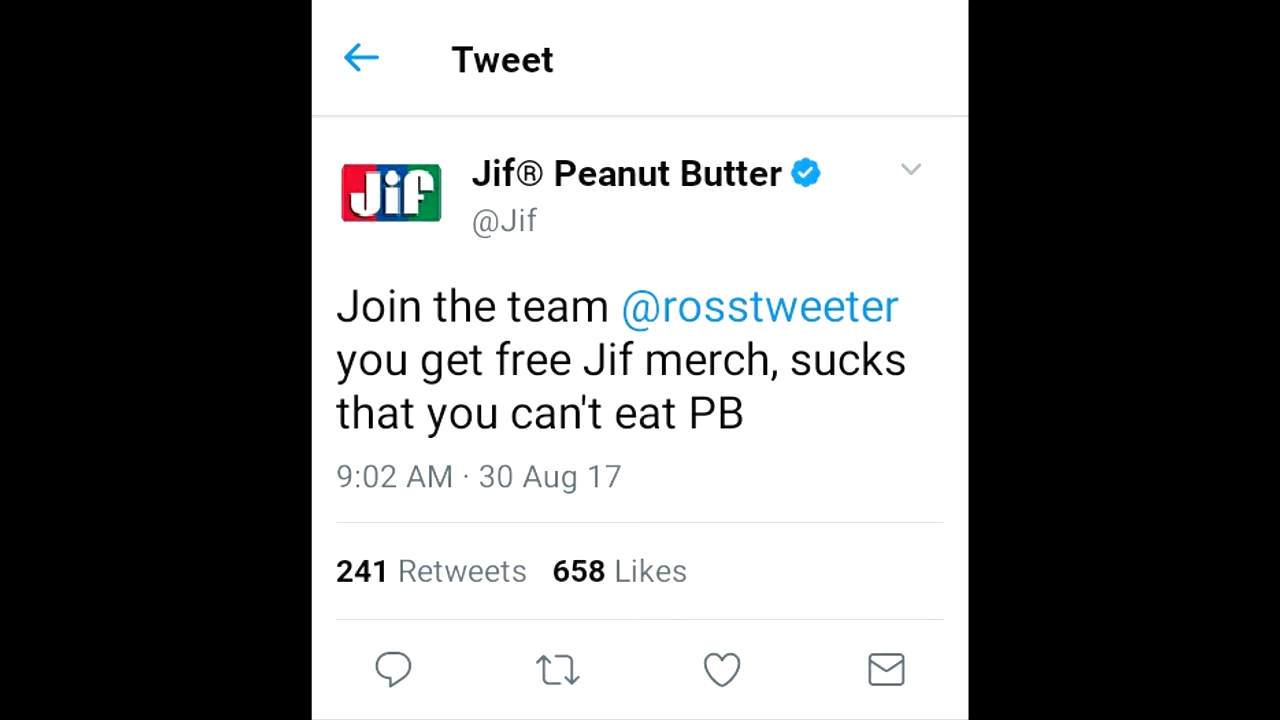 Tweet
Jif
Jif® Peanut Butter
@Jif
Join the team @rosstweeter
you get free Jif merch, sucks
that you can't eat PB
9:02 AM · 30 Aug 17
241 Retweets 658 Likes